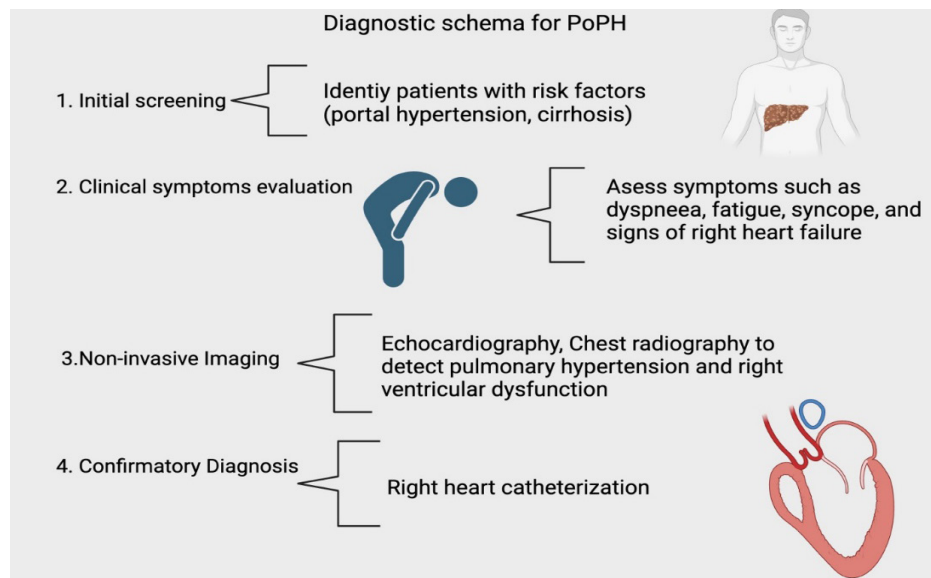 Diagnostic schema for PoPH
1. Initial screening
Identiy patients with risk factors
(portal hypertension, cirrhosis)
2. Clinical symptoms evaluation
Asess symptoms such as
dyspneea, fatigue, syncope, and
signs of right heart failure
3.Non-invasive Imaging
Echocardiography, Chest radiography to
detect pulmonary hypertension and right
ventricular dysfunction
4. Confirmatory Diagnosis
Right heart catheterization